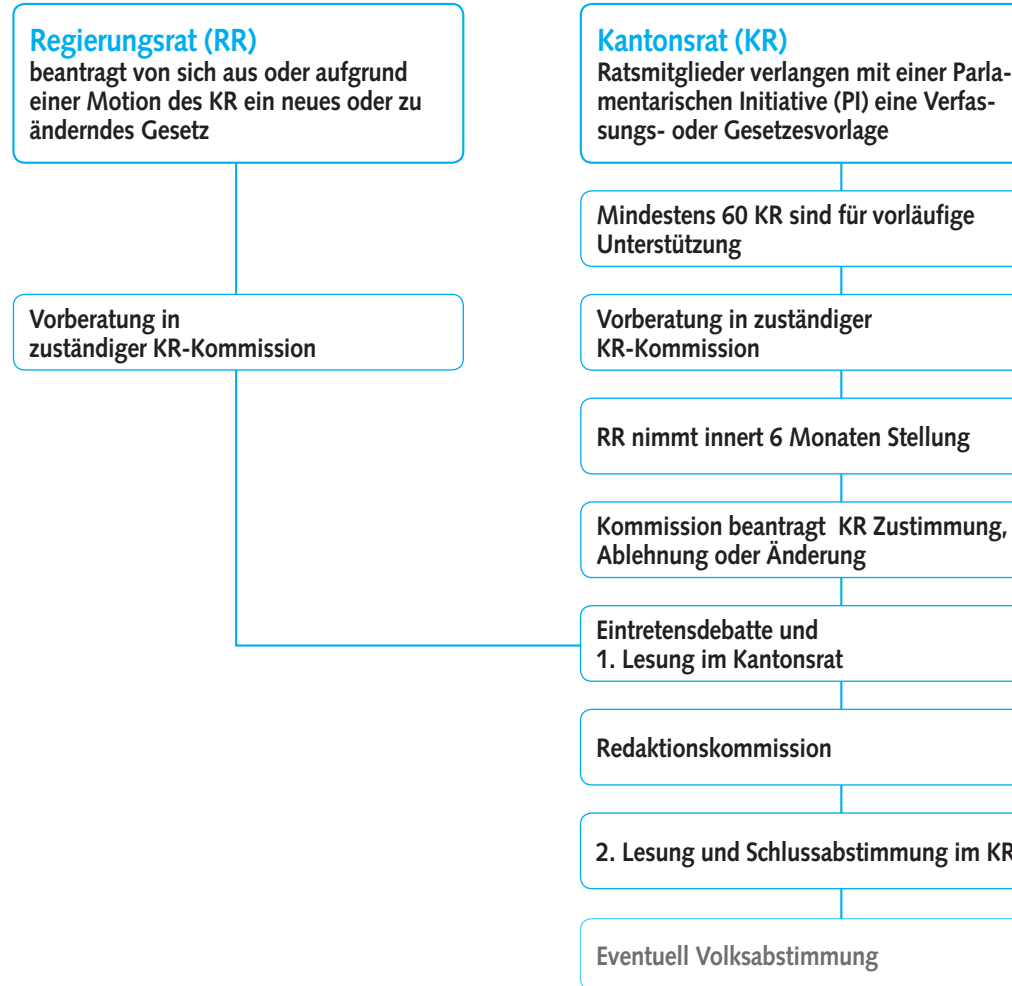 Regierungsrat (RR)
beantragt von sich aus oder aufgrund
einer Motion des KR ein neues oder zu
änderndes Gesetz
Vorberatung in
zuständiger KR-Kommission
Kantonsrat (KR)
Ratsmitglieder verlangen mit einer Parla-
mentarischen Initiative (PI) eine Verfas-
sungs- oder Gesetzesvorlage
Mindestens 60 KR sind für vorläufige
Unterstützung
Vorberatung in zuständiger
KR-Kommission
RR nimmt innert 6 Monaten Stellung
Kommission beantragt KR Zustimmung,
Ablehnung oder Änderung
Eintretensdebatte und
1. Lesung im Kantonsrat
Redaktionskommission
2. Lesung und Schlussabstimmung im KR
Eventuell Volksabstimmung